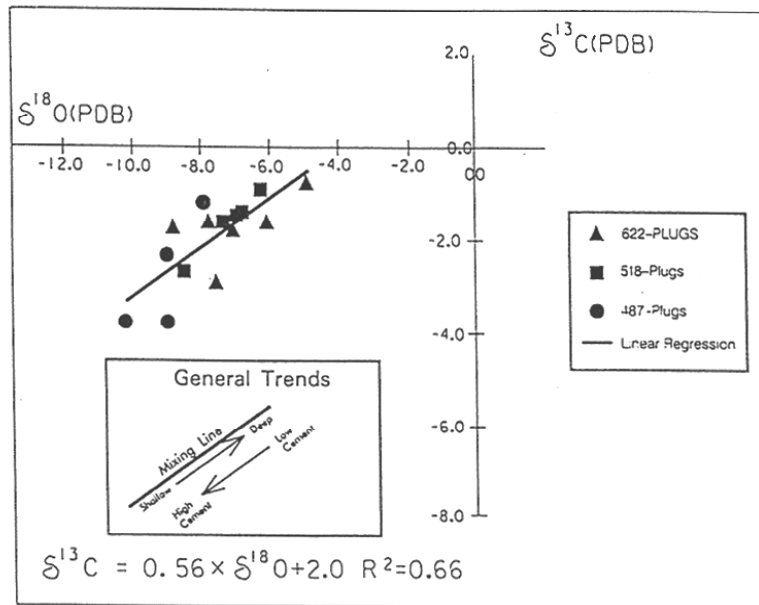 2.0
δ¹³C(PDB)
δ¹⁸O(PDB)
-12.0 -10.0 -8.0 -6.0 -4.0 -2.0 0.0
00
-2.0
-4.0
-6.0
-8.0
622-PLUGS
518-Plugs
487-Plugs
Linear Regression
General Trends
Mixing Line
Shallow
Deep
Low
Cement
High
Cement
δ¹³C = 0.56 × δ¹⁸O+2.0 R²=0.66